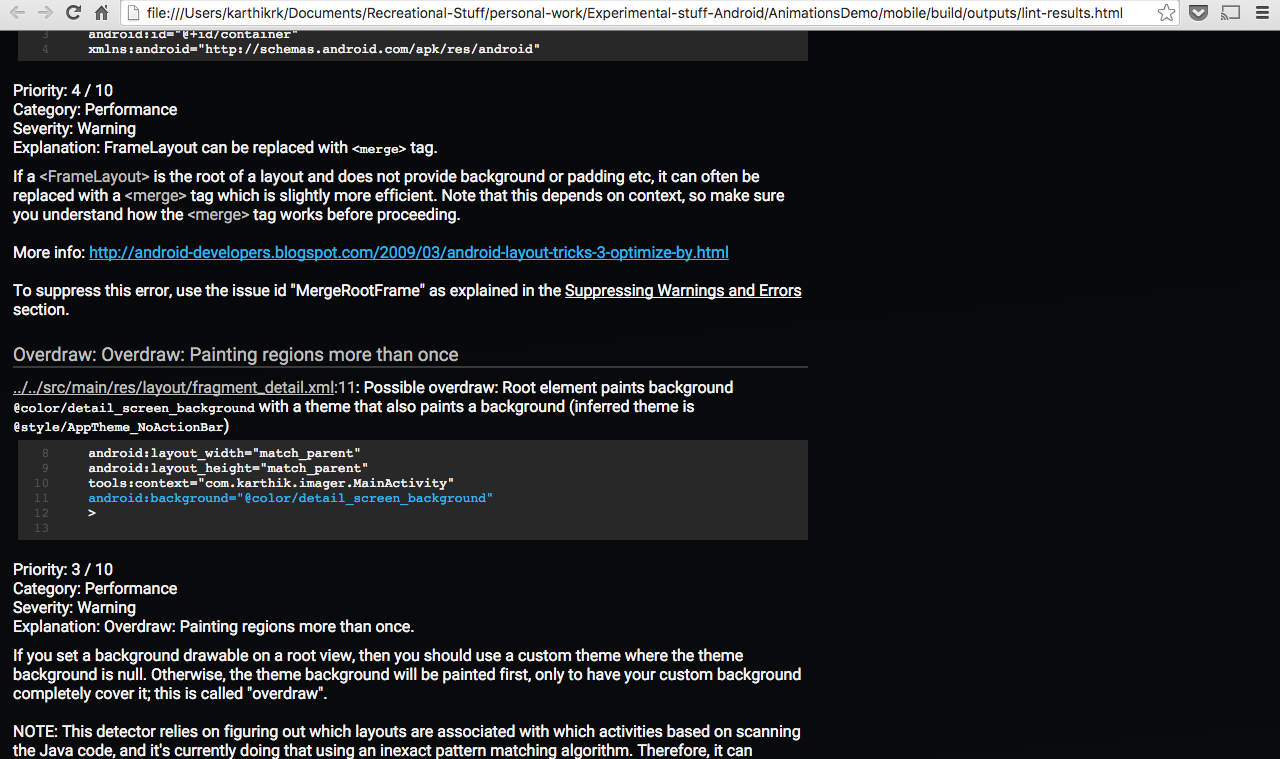 file:///Users/karthikrk/Documents/Recreational-Stuff/personal-work/Experimental-stuff-Android/AnimationsDemo/mobile/build/outputs/lint-results.html
3 android:id="@+id/container"
4 xmlns:android="http://schemas.android.com/apk/res/android"
Priority: 4 / 10
Category: Performance
Severity: Warning
Explanation: FrameLayout can be replaced with <merge> tag.
If a <FrameLayout> is the root of a layout and does not provide background or padding etc, it can often be
replaced with a <merge> tag which is slightly more efficient. Note that this depends on context, so make sure
you understand how the <merge> tag works before proceeding.
More info: http://android-developers.blogspot.com/2009/03/android-layout-tricks-3-optimize-by.html
To suppress this error, use the issue id "MergeRootFrame" as explained in the Suppressing Warnings and Errors
section.
Overdraw: Overdraw: Painting regions more than once
../../src/main/res/layout/fragment_detail.xml:11: Possible overdraw: Root element paints background
@color/detail_screen_background with a theme that also paints a background (inferred theme is
@style/AppTheme_NoActionBar)
8 android:layout_width="match_parent"
9 android:layout_height="match_parent"
10 tools:context="com.karthik.imager.MainActivity"
11 android:background="@color/detail_screen_background"
12 >
13
Priority: 3 / 10
Category: Performance
Severity: Warning
Explanation: Overdraw: Painting regions more than once.
If you set a background drawable on a root view, then you should use a custom theme where the theme
background is null. Otherwise, the theme background will be painted first, only to have your custom background
completely cover it; this is called "overdraw".
NOTE: This detector relies on figuring out which layouts are associated with which activities based on scanning
the Java code, and it's currently doing that using an inexact pattern matching algorithm. Therefore, it can